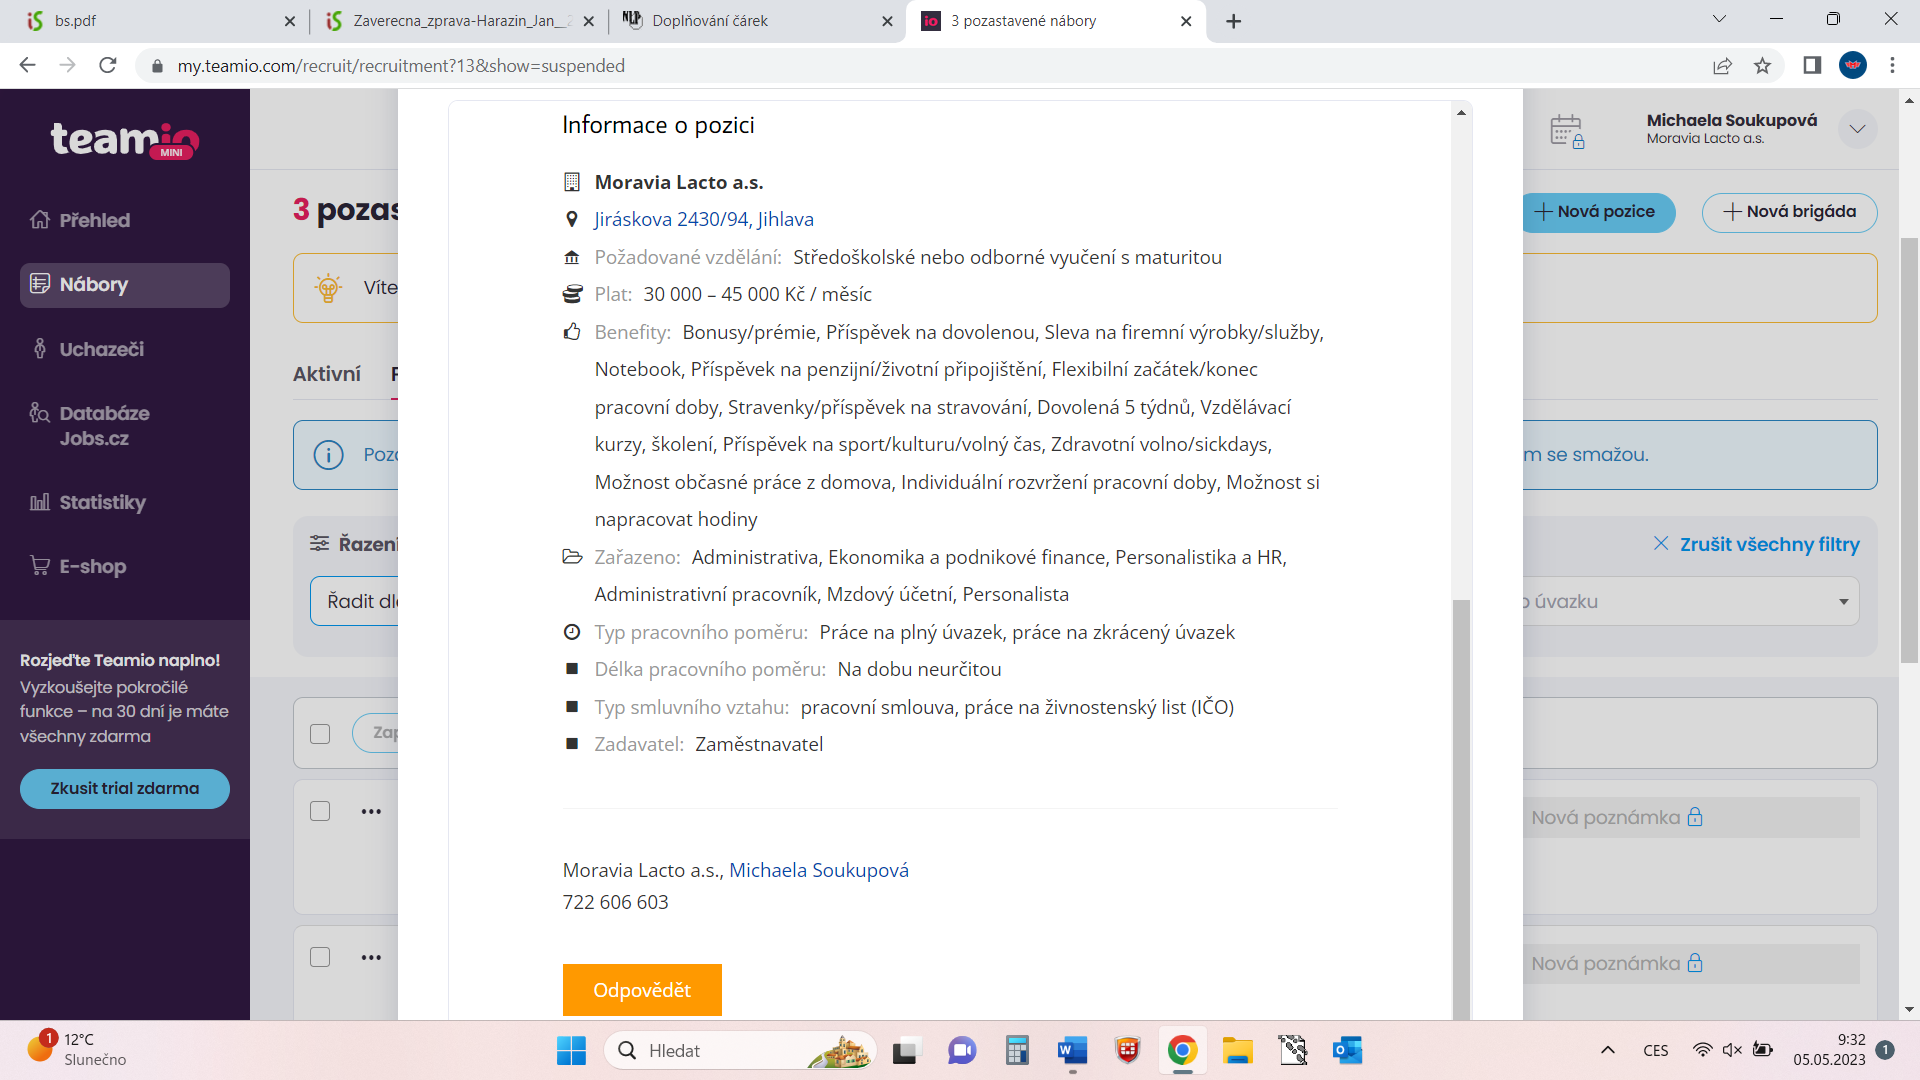 bs.pdf
Zaverecna_zprava-Harazin_Jan_
Doplňování čárek
3 pozastavené nábory
my.teamio.com/recruit/recruitment?13&show=suspended
teamio
MINI
Přehled
Nábory
Uchazeči
Databáze
Jobs.cz
Statistiky
E-shop
Rozjeďte Teamio naplno!
Vyzkoušejte pokročilé
funkce – na 30 dní je máte
všechny zdarma
Zkusit trial zdarma
3 pozas
Víte
Aktivní
Pozo
Řazení
Řadit dle
Zap
Informace o pozici
Moravia Lacto a.s.
Jiráskova 2430/94, Jihlava
Požadované vzdělání: Středoškolské nebo odborné vyučení s maturitou
Plat: 30 000 – 45 000 Kč / měsíc
Benefity: Bonusy/prémie, Příspěvek na dovolenou, Sleva na firemní výrobky/služby,
Notebook, Příspěvek na penzijní/životní připojištění, Flexibilní začátek/konec
pracovní doby, Stravenky/příspěvek na stravování, Dovolená 5 týdnů, Vzdělávací
kurzy, školení, Příspěvek na sport/kulturu/volný čas, Zdravotní volno/sickdays,
Možnost občasné práce z domova, Individuální rozvržení pracovní doby, Možnost si
napracovat hodiny
Zařazeno: Administrativa, Ekonomika a podnikové finance, Personalistika a HR,
Administrativní pracovník, Mzdový účetní, Personalista
Typ pracovního poměru: Práce na plný úvazek, práce na zkrácený úvazek
Délka pracovního poměru: Na dobu neurčitou
Typ smluvního vztahu: pracovní smlouva, práce na živnostenský list (IČO)
Zadavatel: Zaměstnavatel
Moravia Lacto a.s., Michaela Soukupová
722 606 603
Odpovědět
Michaela Soukupová
Moravia Lacto a.s.
Nová pozice
Nová brigáda
m se smažou.
Zrušit všechny filtry
o úvazku
Nová poznámka
Nová poznámka
1
12°C
Slunečno
Hledat
CES
9:32
05.05.2023
1